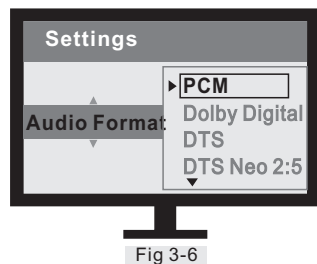 Settings
PCM
Dolby Digital
Audio Format
DTS
DTS Neo 2:5
Fig 3-6